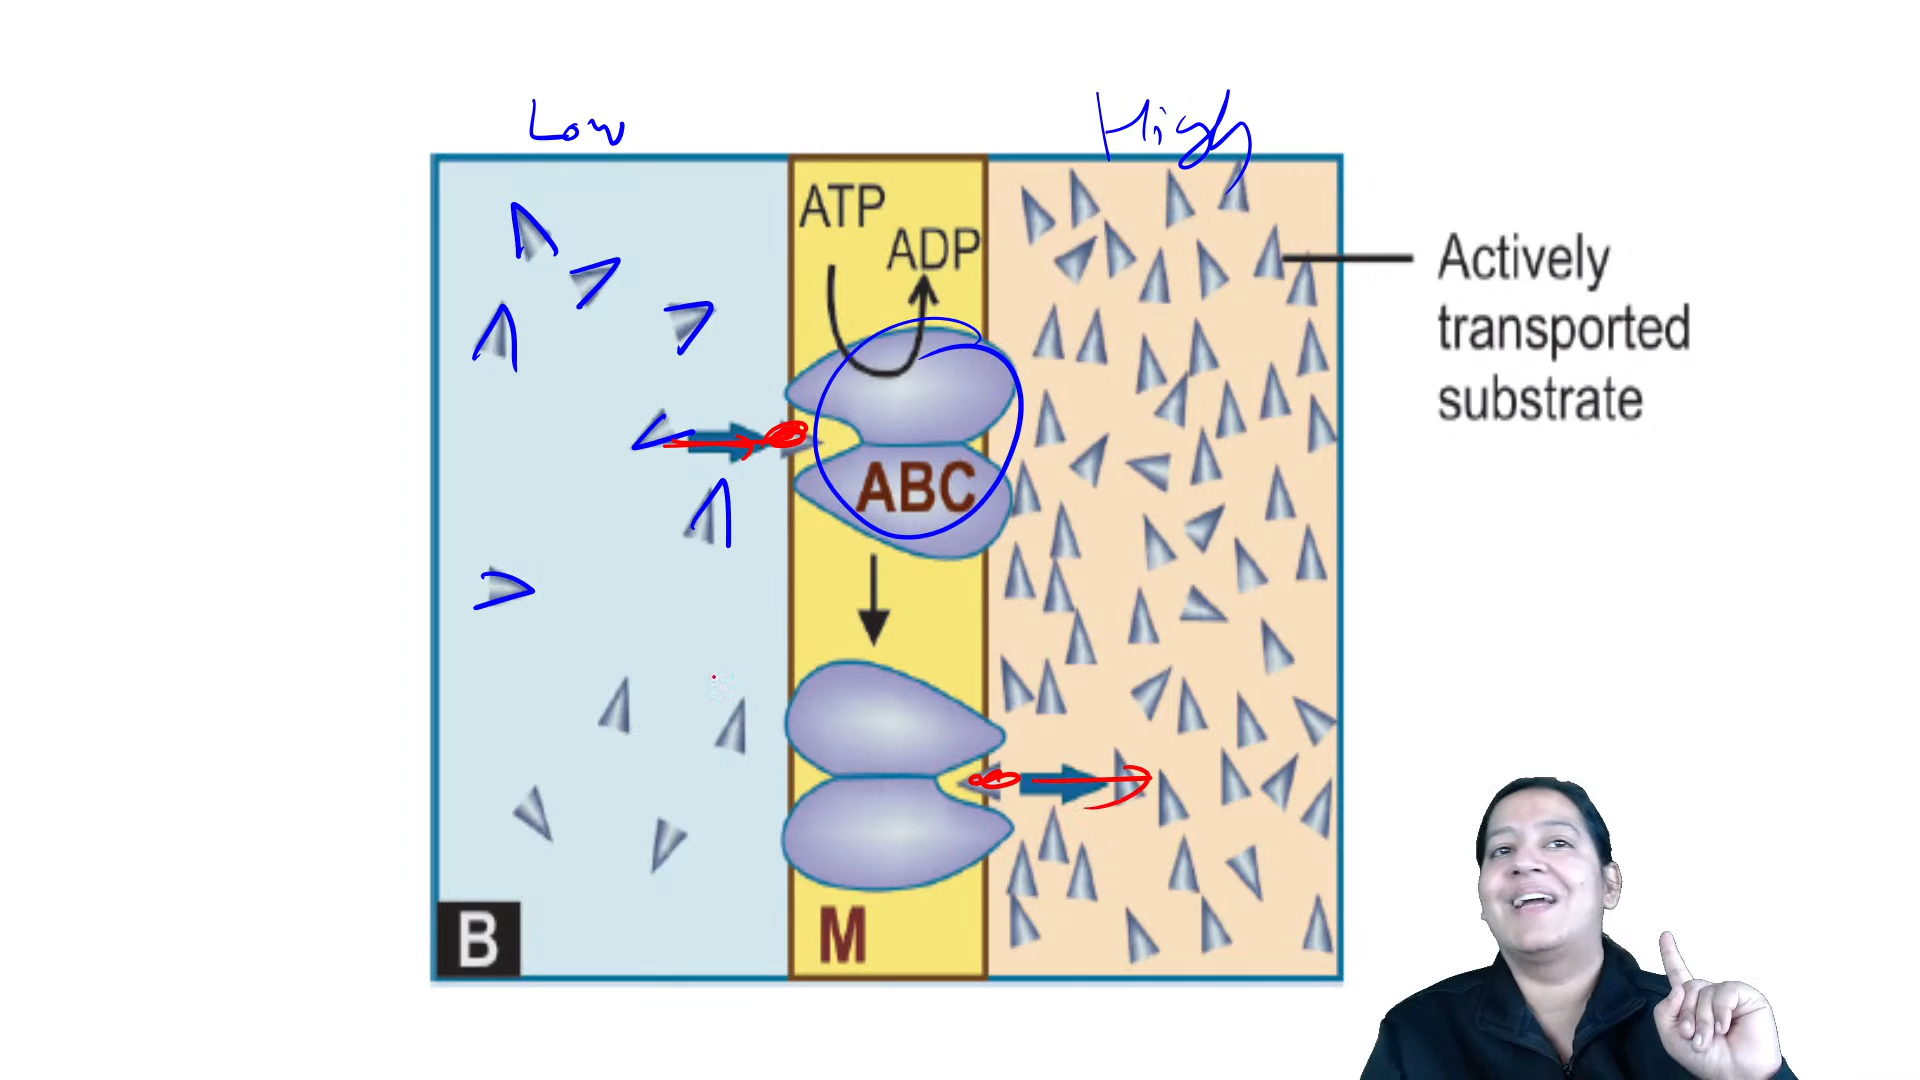 Low
High
ATP
ADP
Actively
transported
substrate
ABC
M
B